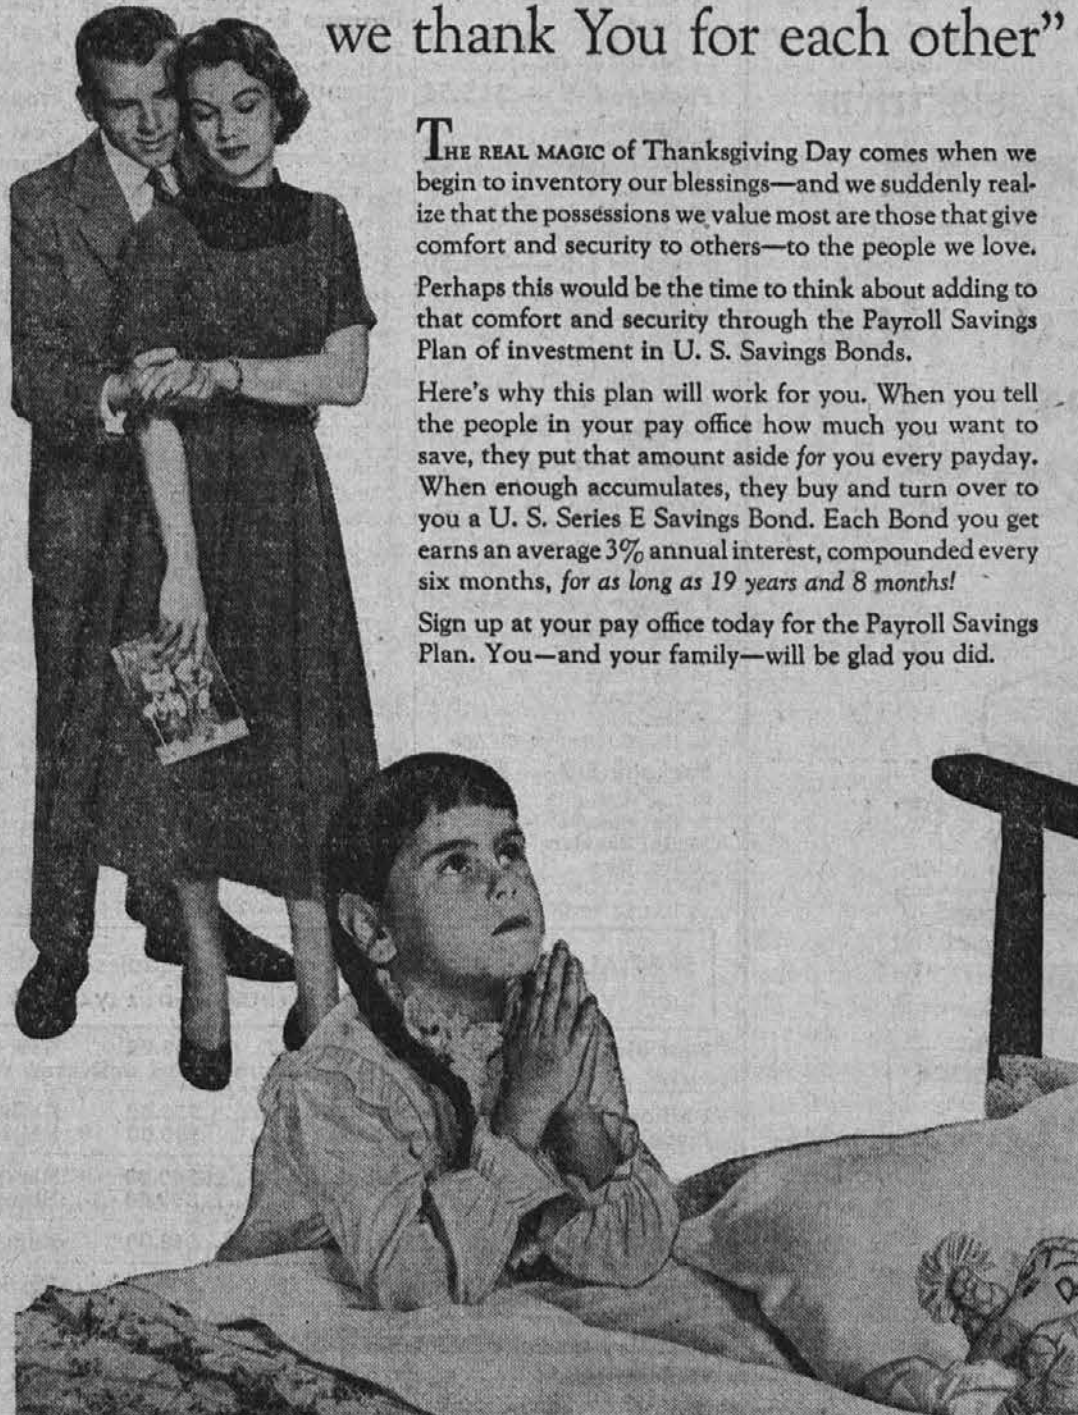 we thank You for each other”
THE REAL MAGIC of Thanksgiving Day comes when we
begin to inventory our blessings—and we suddenly real-
ize that the possessions we value most are those that give
comfort and security to others—to the people we love.
Perhaps this would be the time to think about adding to
that comfort and security through the Payroll Savings
Plan of investment in U. S. Savings Bonds.
Here's why this plan will work for you. When you tell
the people in your pay office how much you want to
save, they put that amount aside for you every payday.
When enough accumulates, they buy and turn over to
you a U. S. Series E Savings Bond. Each Bond you get
earns an average 3% annual interest, compounded every
six months, for as long as 19 years and 8 months!
Sign up at your pay office today for the Payroll Savings
Plan. You—and your family—will be glad you did.